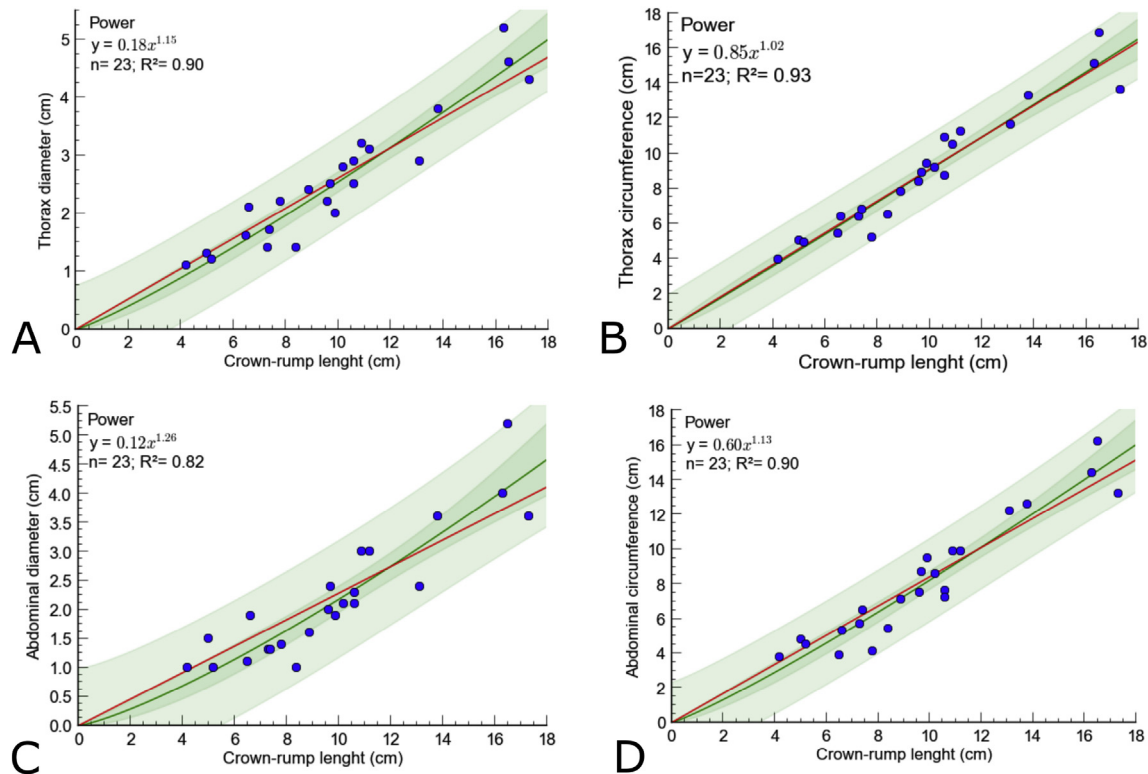 Power
y = 0.18x^1.15
n= 23; R²= 0.90
Thorax diameter (cm)
5
4
3
2
1
0
0 2 4 6 8 10 12 14 16 18
Crown-rump lenght (cm)
A
Power
y = 0.85x^1.02
n=23; R²= 0.93
Thorax circumference (cm)
18
16
14
12
10
8
6
4
2
0
0 2 4 6 8 10 12 14 16 18
Crown-rump lenght (cm)
B
Power
y = 0.12x^1.26
n= 23; R²= 0.82
Abdominal diameter (cm)
5.5
5.0
4.5
4.0
3.5
3.0
2.5
2.0
1.5
1.0
0.5
0.0
0 2 4 6 8 10 12 14 16 18
Crown-rump lenght (cm)
C
Power
y = 0.60x^1.13
n= 23; R²= 0.90
Abdominal circumference (cm)
18
16
14
12
10
8
6
4
2
0
0 2 4 6 8 10 12 14 16 18
Crown-rump lenght (cm)
D